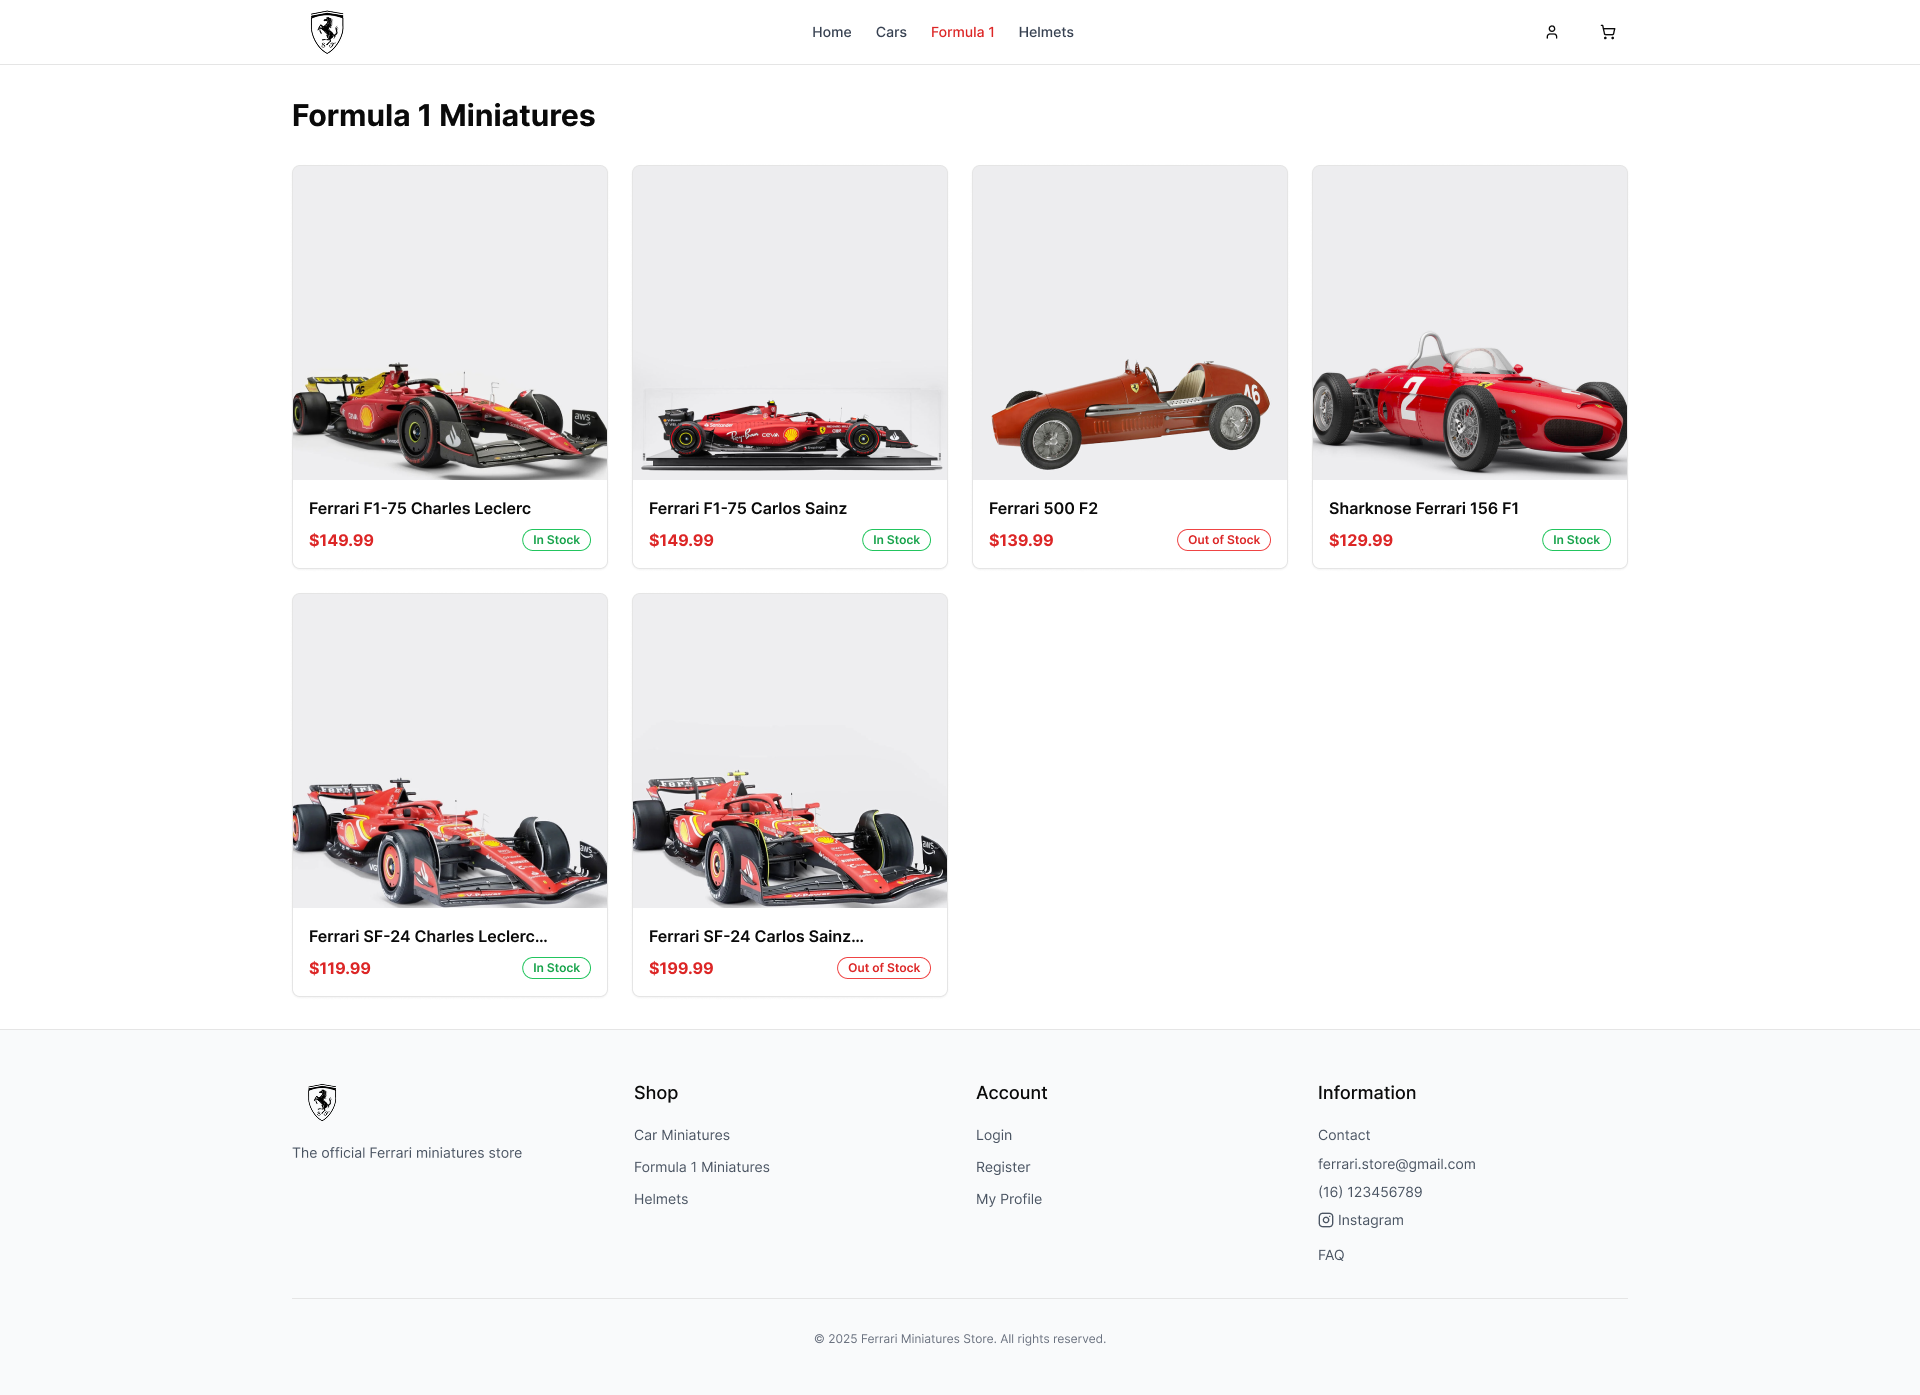 Home Cars Formula 1 Helmets
Formula 1 Miniatures
Ferrari F1-75 Charles Leclerc
$149.99 In Stock
Ferrari F1-75 Carlos Sainz
$149.99 In Stock
Ferrari 500 F2
$139.99 Out of Stock
Sharknose Ferrari 156 F1
$129.99 In Stock
Ferrari SF-24 Charles Leclerc...
$119.99 In Stock
Ferrari SF-24 Carlos Sainz...
$199.99 Out of Stock
The official Ferrari miniatures store
Shop
Car Miniatures
Formula 1 Miniatures
Helmets
Account
Login
Register
My Profile
Information
Contact
ferrari.store@gmail.com
(16) 123456789
Instagram
FAQ
© 2025 Ferrari Miniatures Store. All rights reserved.